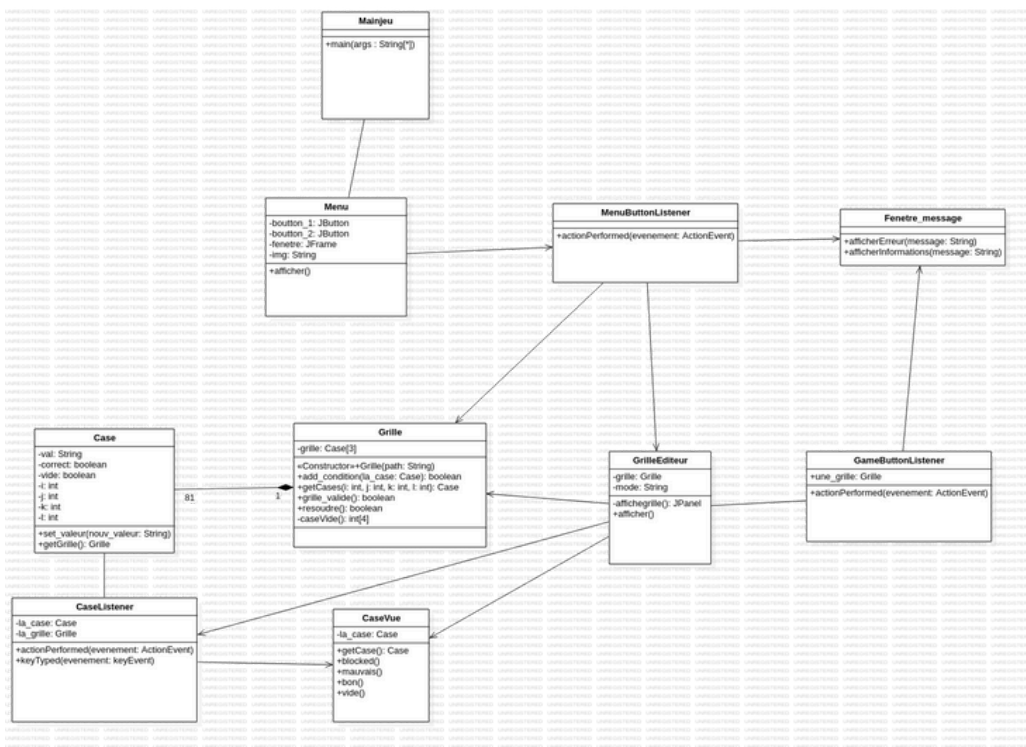 Mainjeu
+main(args : String[*])
Menu
-boutton_1: JButton
-boutton_2: JButton
-fenetre: JFrame
-img: String
+afficher()
MenuButtonListener
+actionPerformed(evenement: ActionEvent)
Fenetre_message
+afficherErreur(message: String)
+afficherInformations(message: String)
Case
-val: String
-correct: boolean
-vide: boolean
-i: int
-j: int
-k: int
-l: int
+set_valeur(nouv_valeur: String)
+getGrille(): Grille
81
1
Grille
-grille: Case[3]
«Constructor»+Grille(path: String)
+add_condition(la_case: Case): boolean
+getCases(i: int, j: int, k: int, l: int): Case
+grille_valide(): boolean
+resoudre(): boolean
-caseVide(): int[4]
GrilleEditeur
-grille: Grille
-mode: String
-affichegrille(): JPanel
+afficher()
GameButtonListener
+une_grille: Grille
+actionPerformed(evenement: ActionEvent)
CaseListener
-la_case: Case
-la_grille: Grille
+actionPerformed(evenement: ActionEvent)
+keyTyped(evenement: keyEvent)
CaseVue
-la_case: Case
+getCase(): Case
+blocked()
+mauvais()
+bon()
+vide()